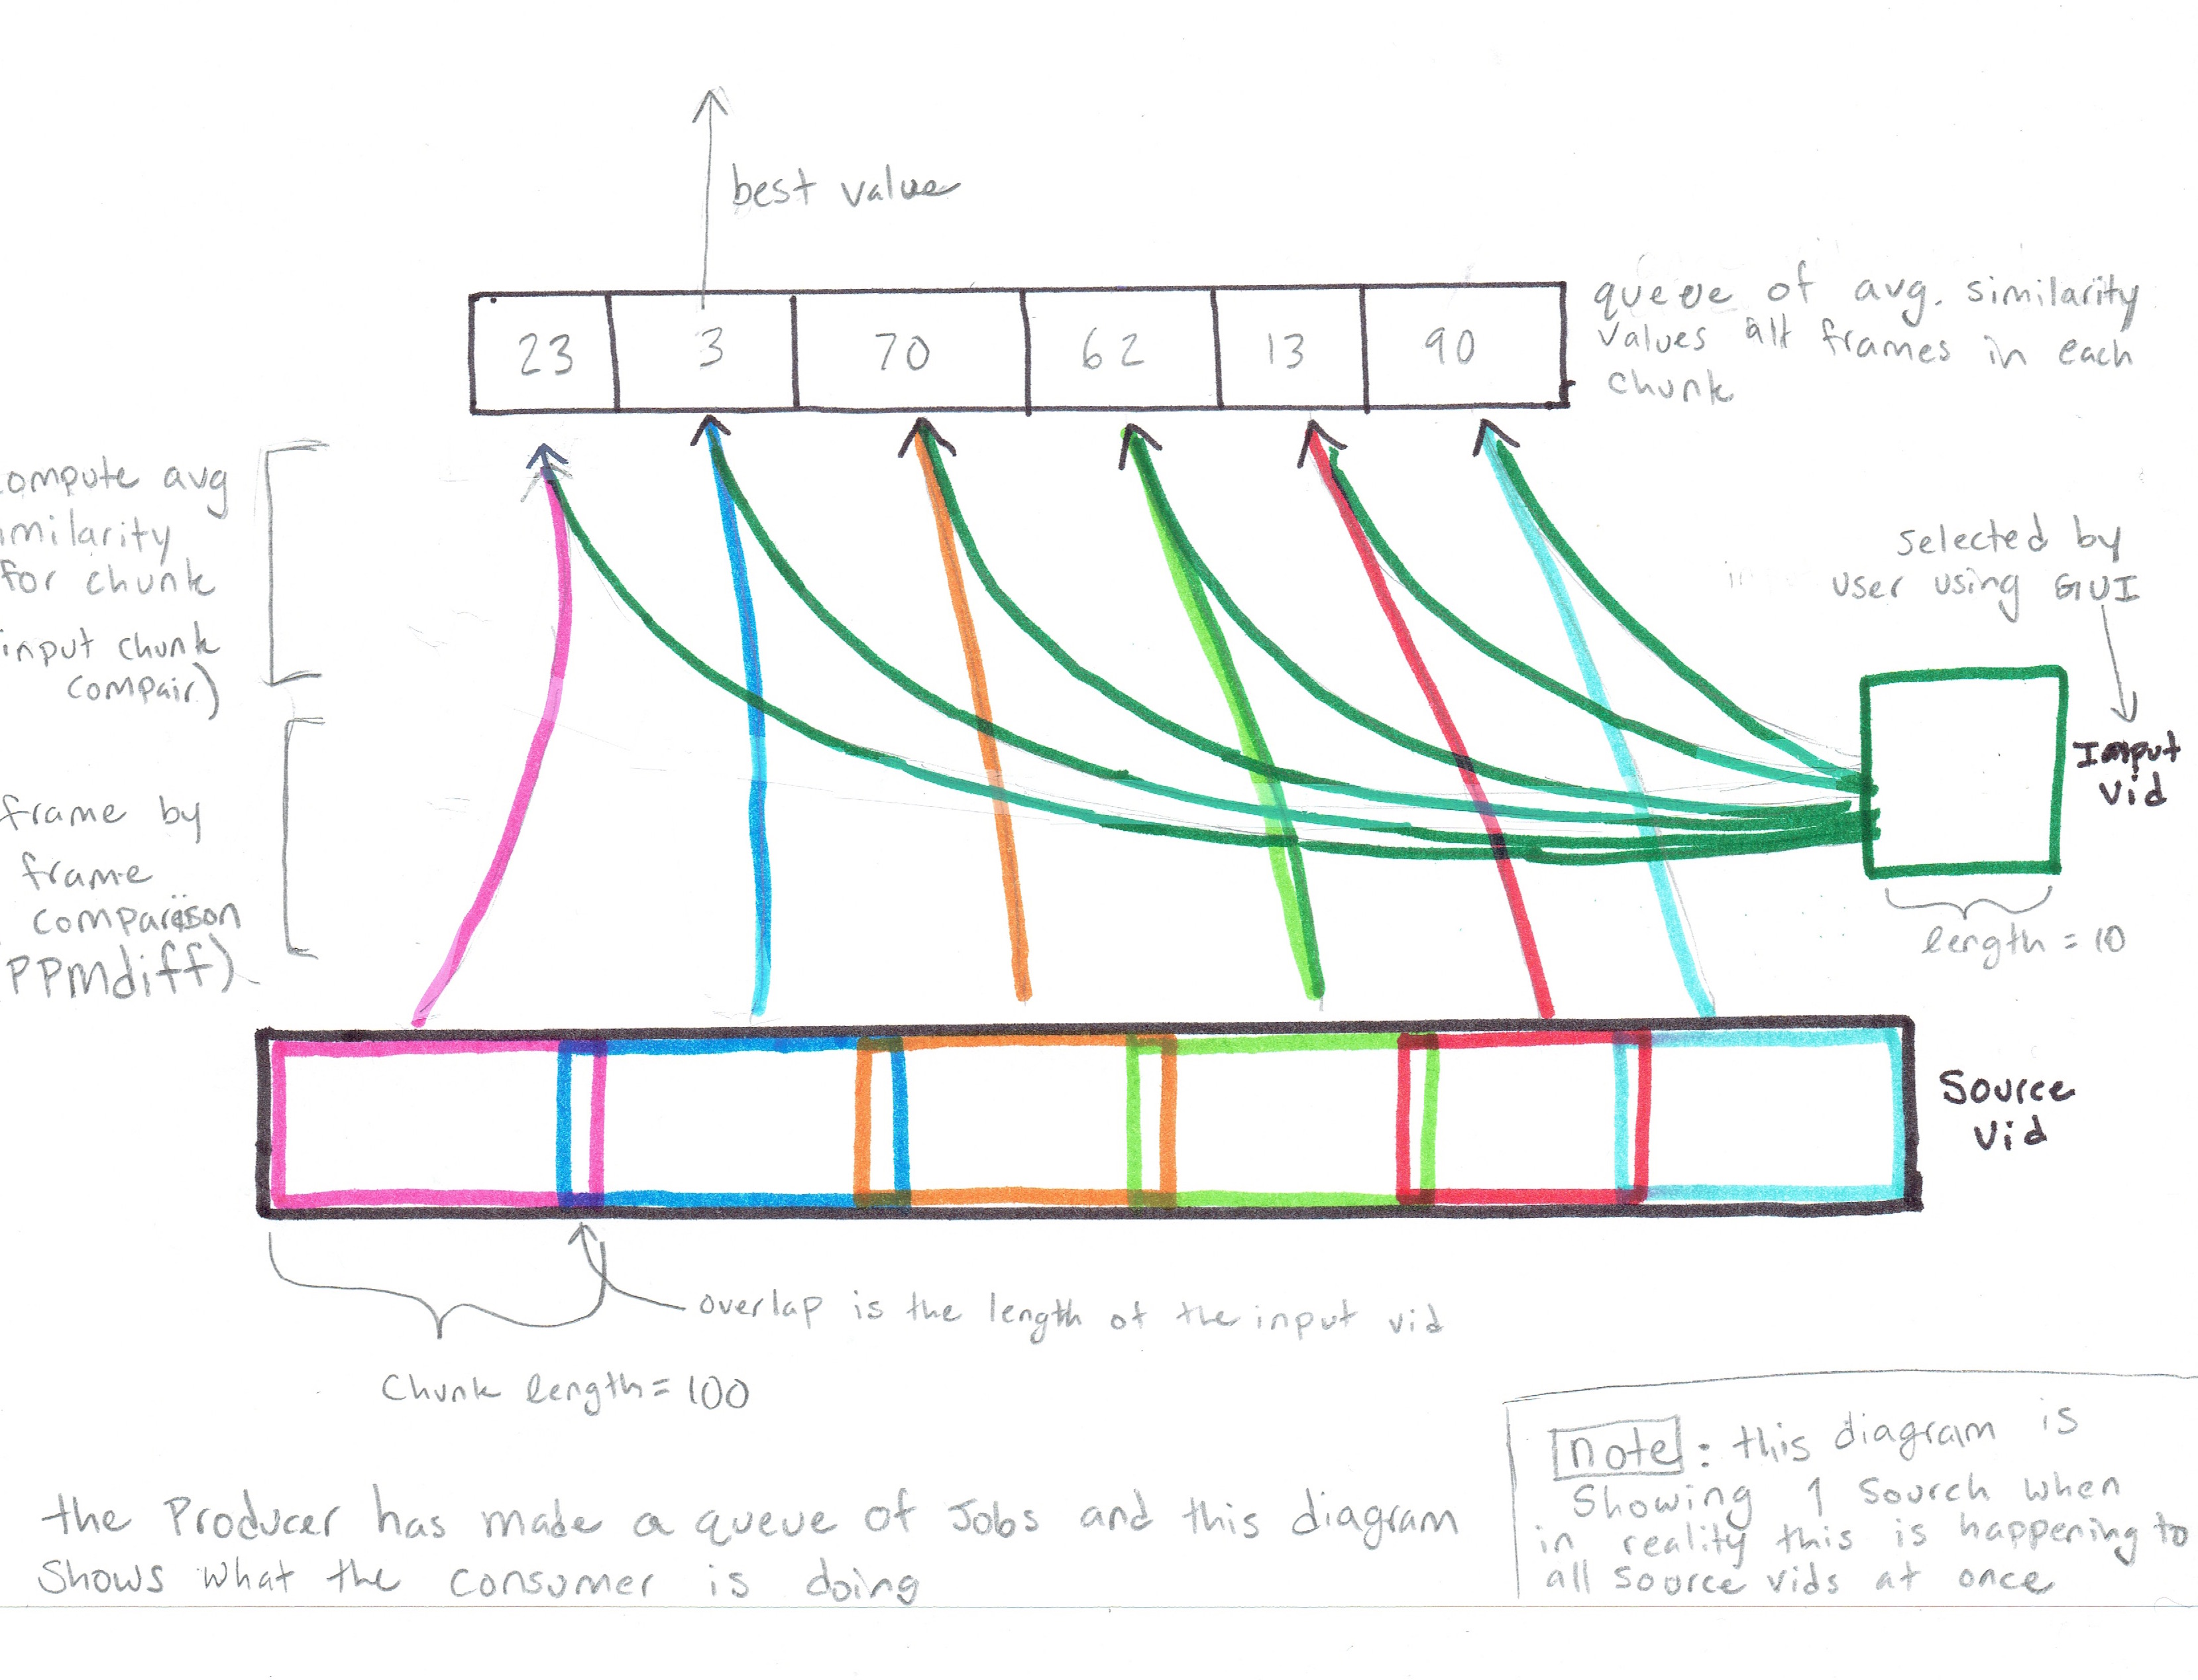 best value
queue of avg. similarity
values all frames in each
chunk
23 3 70 62 13 90
ompute avg
milarity
for chunk
input chunk
compair)
selected by
user using GUI
Input
Vid
length = 10
frame by
frame
comparison
PPMdiff)
Source
Vid
overlap is the length of the input vid
Chunk length = 100
note: this diagram is
Showing 1 Sourch when
in reality this is happening to
all source vids at once
the Producer has made a queue of Jobs and this diagram
Shows what the consumer is doing